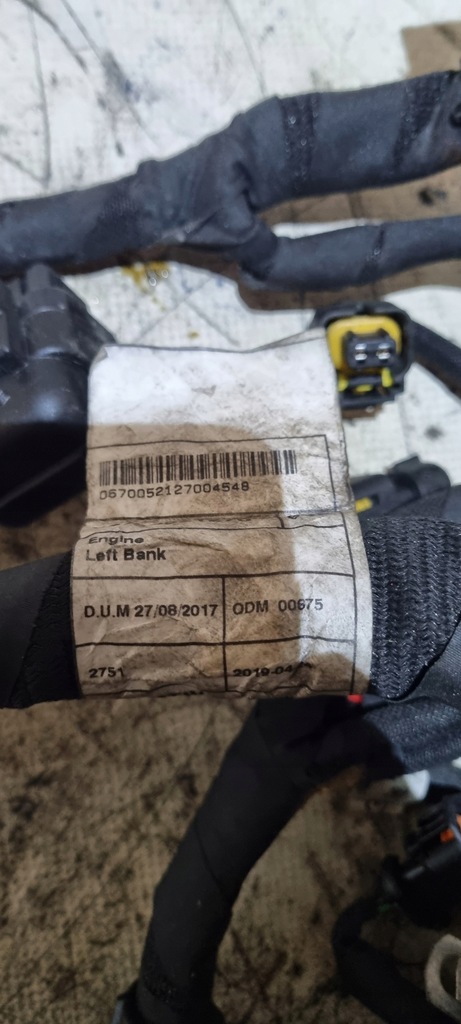 0670052127004548
Engine
Left Bank
D.U.M 27/08/2017 ODM 00675
2751